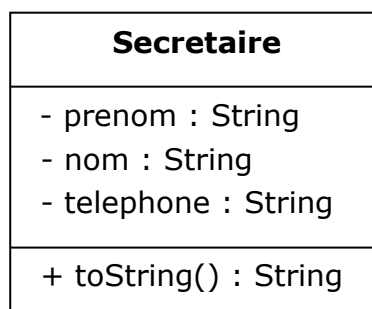 Secretaire
- prenom : String
- nom : String
- telephone : String
+ toString() : String